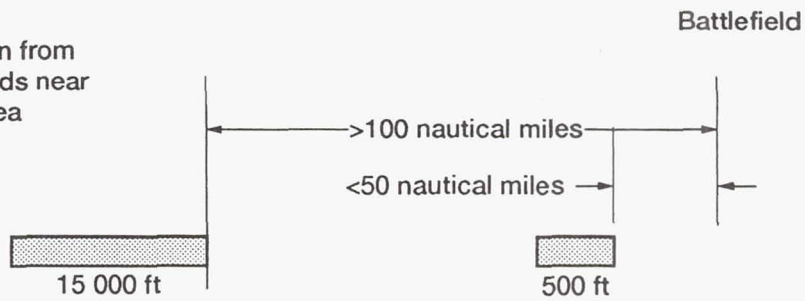 Battlefield
n from
ds near
ea
>100 nautical miles
<50 nautical miles
15 000 ft
500 ft